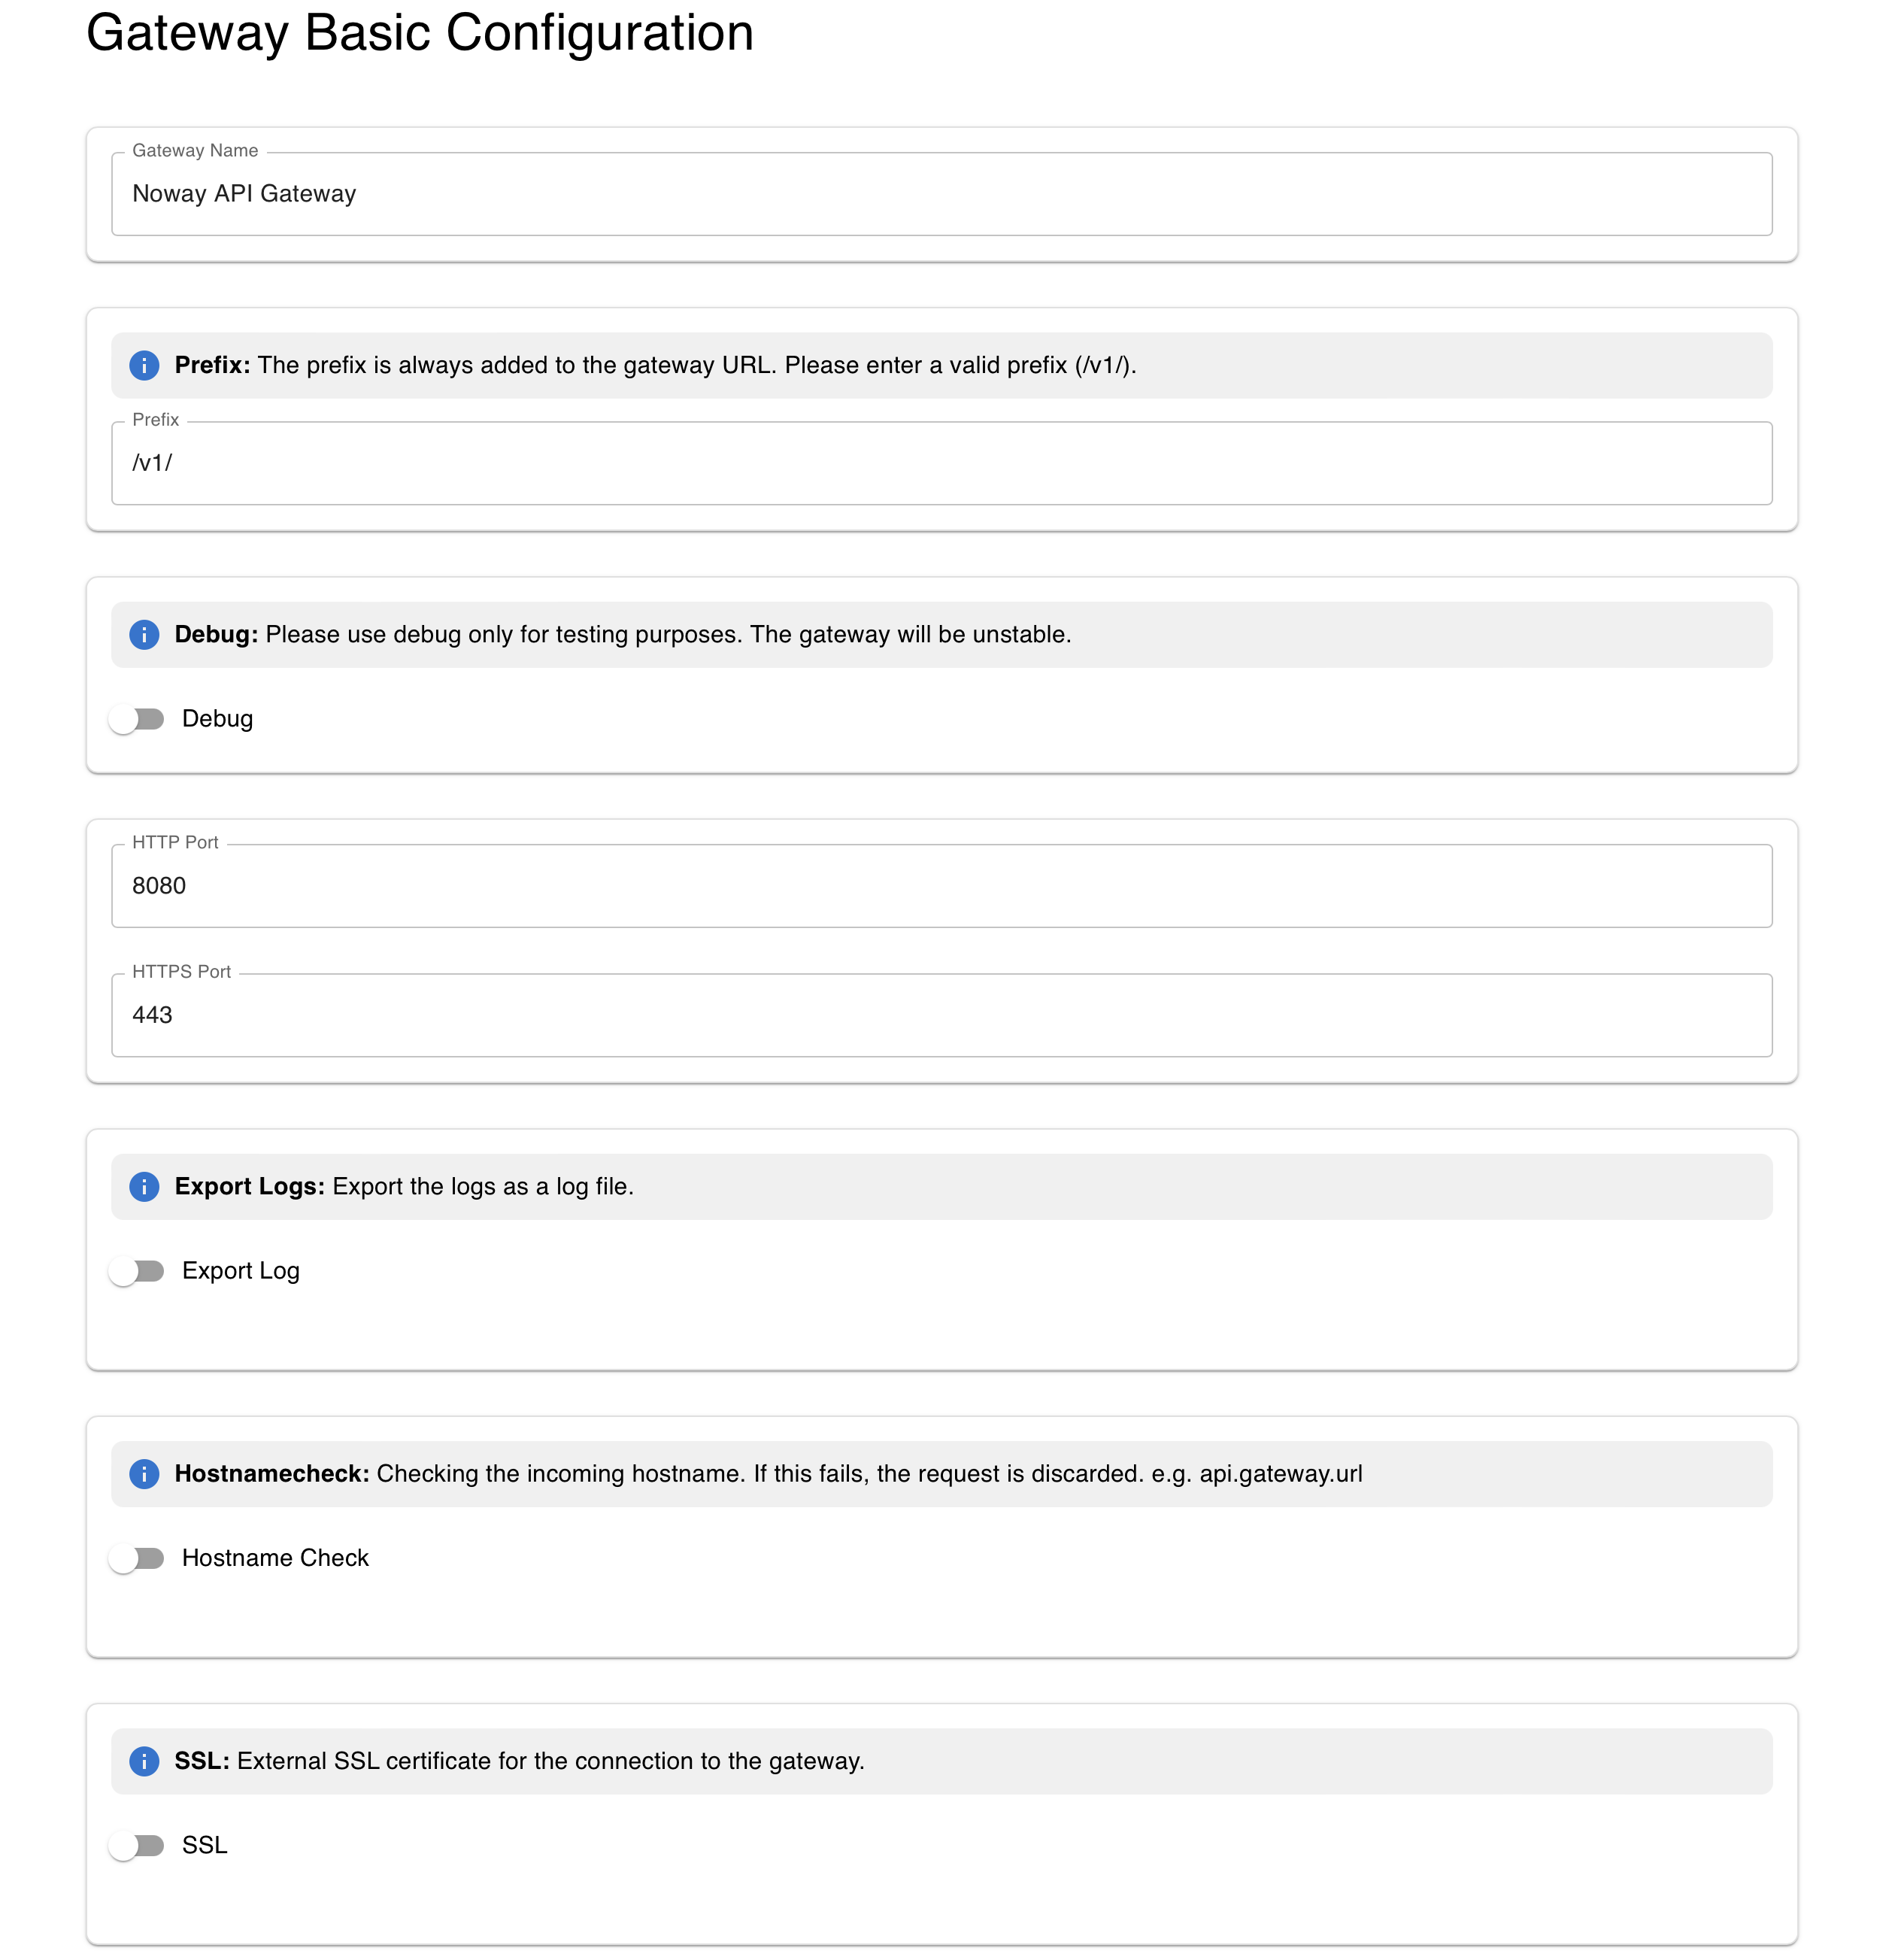 Gateway Basic Configuration
Gateway Name
Noway API Gateway
Prefix: The prefix is always added to the gateway URL. Please enter a valid prefix (/v1/).
Prefix
/v1/
Debug: Please use debug only for testing purposes. The gateway will be unstable.
Debug
HTTP Port
8080
HTTPS Port
443
Export Logs: Export the logs as a log file.
Export Log
Hostnamecheck: Checking the incoming hostname. If this fails, the request is discarded. e.g. api.gateway.url
Hostname Check
SSL: External SSL certificate for the connection to the gateway.
SSL